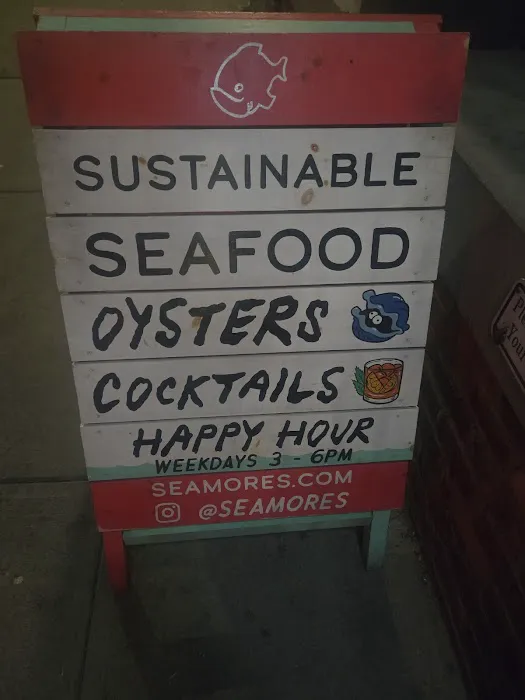 SUSTAINABLE
SEAFOOD
OYSTERS
COCKTAILS
HAPPY HOUR
WEEKDAYS 3 - 6PM
SEAMORES.COM
@SEAMORES